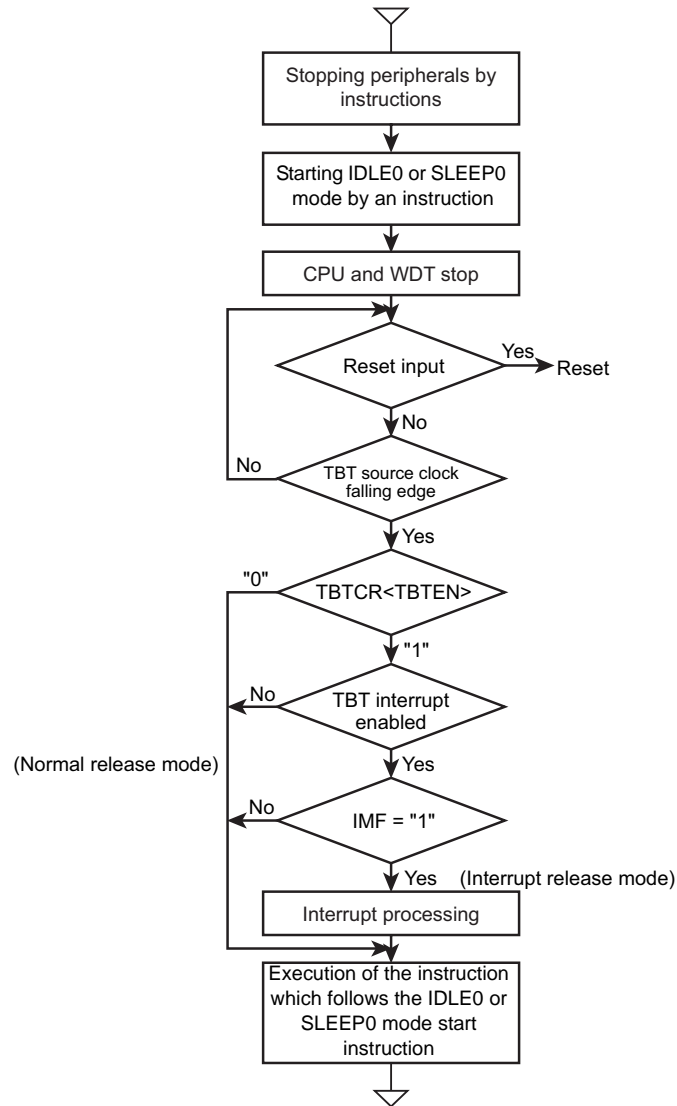 Stopping peripherals by
instructions
Starting IDLE0 or SLEEP0
mode by an instruction
CPU and WDT stop
Reset input
Yes
Reset
No
No
TBT source clock
falling edge
Yes
"0"
TBTCR<TBTEN>
"1"
No
TBT interrupt
enabled
(Normal release mode)
Yes
No
IMF = "1"
Yes
(Interrupt release mode)
Interrupt processing
Execution of the instruction
which follows the IDLE0 or
SLEEP0 mode start
instruction